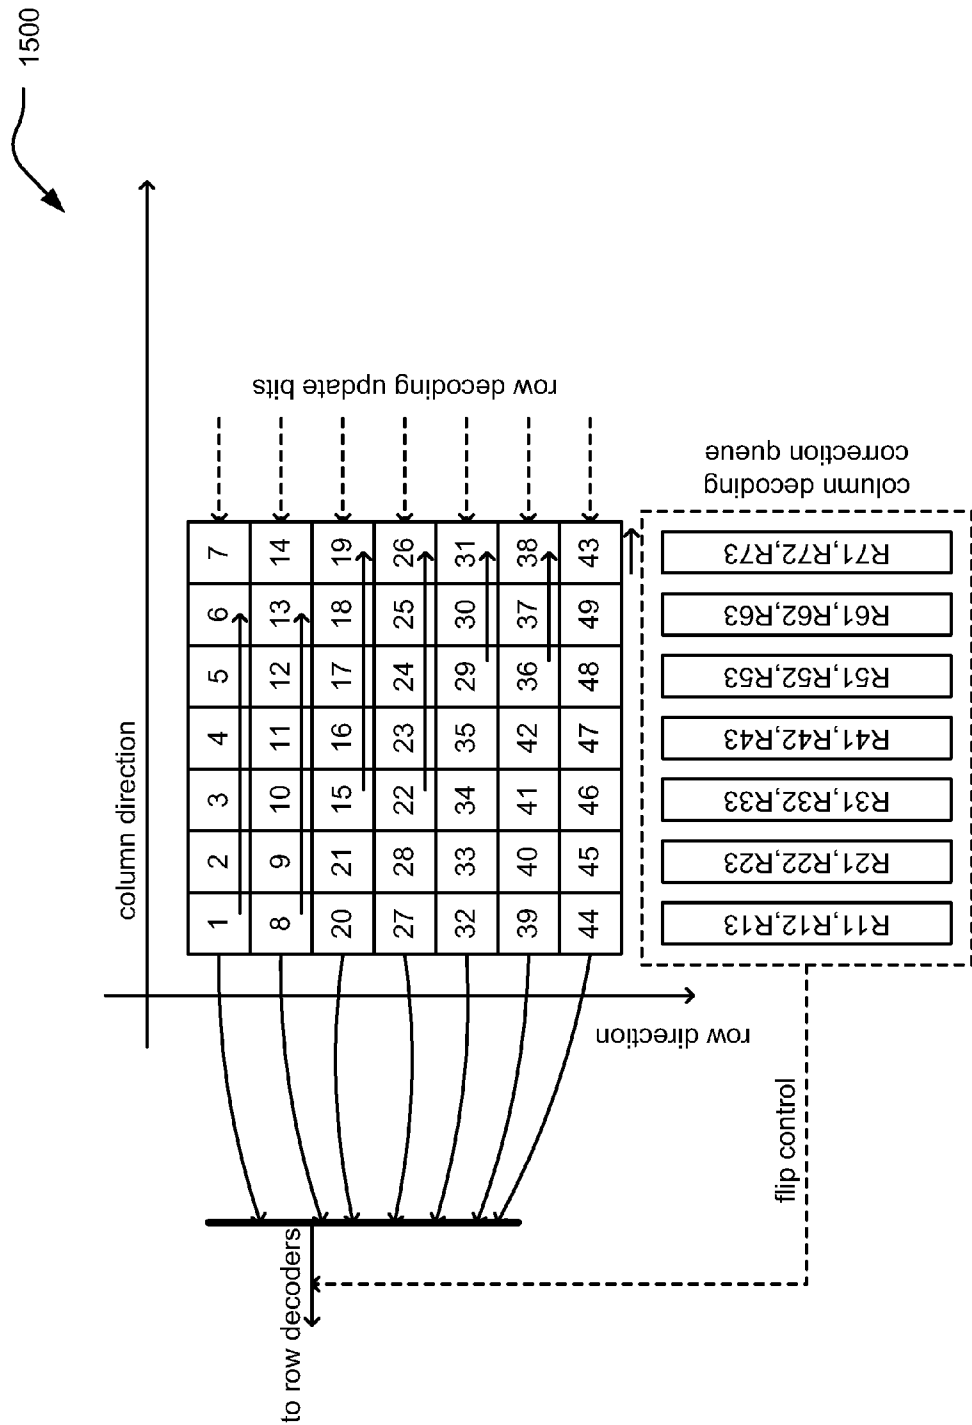 1500
column direction
1 2 3 4 5 6 7
8 9 10 11 12 13 14
20 21 15 16 17 18 19
27 28 22 23 24 25 26
32 33 34 35 29 30 31
39 40 41 42 36 37 38
44 45 46 47 48 49 43
row decoding update bits
row direction
to row decoders
flip control
column decoding
correction queue
R11,R12,R13
R21,R22,R23
R31,R32,R33
R41,R42,R43
R51,R52,R53
R61,R62,R63
R71,R72,R73